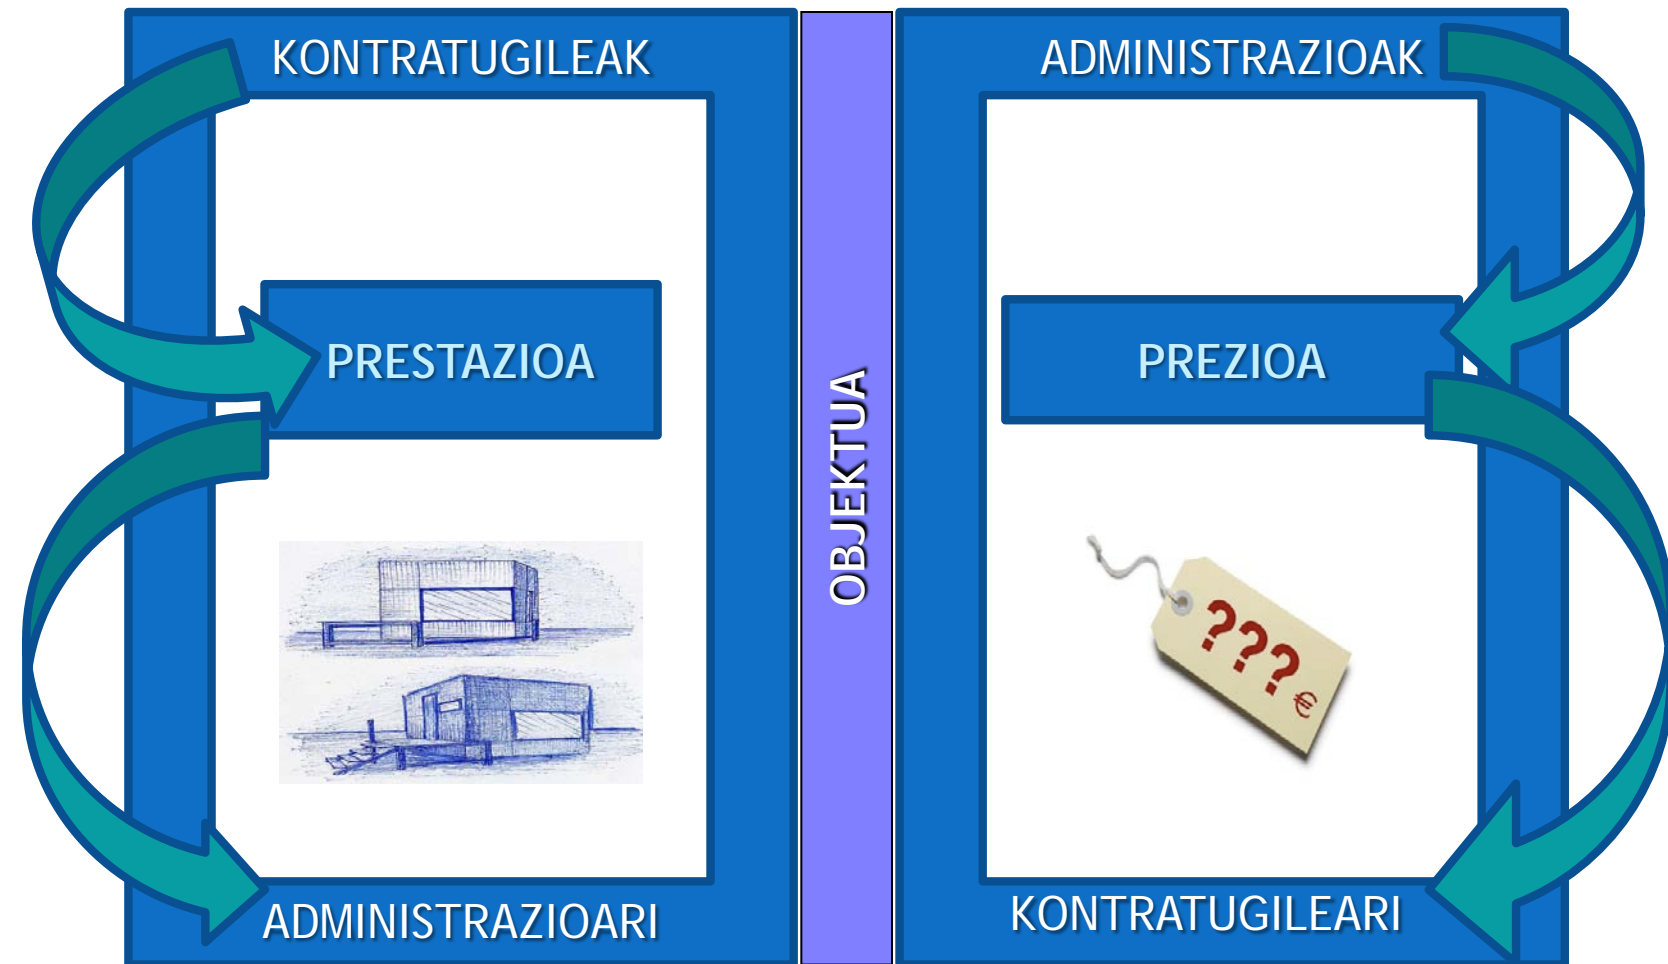 KONTRATUGILEAK
PRESTAZIOA
ADMINISTRAZIOARI
OBJEKTUA
ADMINISTRAZIOAK
PREZIOA
???€
KONTRATUGILEARI